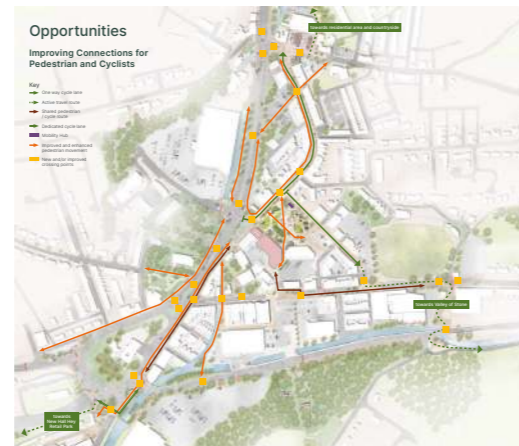 Opportunities
Improving Connections for
Pedestrian and Cyclists
Key
One way cycle lane
Active travel route
Shared pedestrian
/ cycle route
Dedicated cycle lane
Mobility Hub
Improved and enhanced
pedestrian movement
New and/or improved
crossing points
towards residential area and countryside
towards Valley of Stone
towards
New Hall Hey
Retail Park